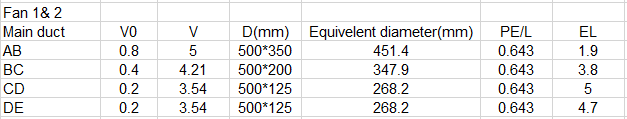 Fan 1& 2
Main duct V0 V D(mm) Equivelent diameter(mm) PE/L EL
AB 0.8 5 500*350 451.4 0.643 1.9
BC 0.4 4.21 500*200 347.9 0.643 3.8
CD 0.2 3.54 500*125 268.2 0.643 5
DE 0.2 3.54 500*125 268.2 0.643 4.7